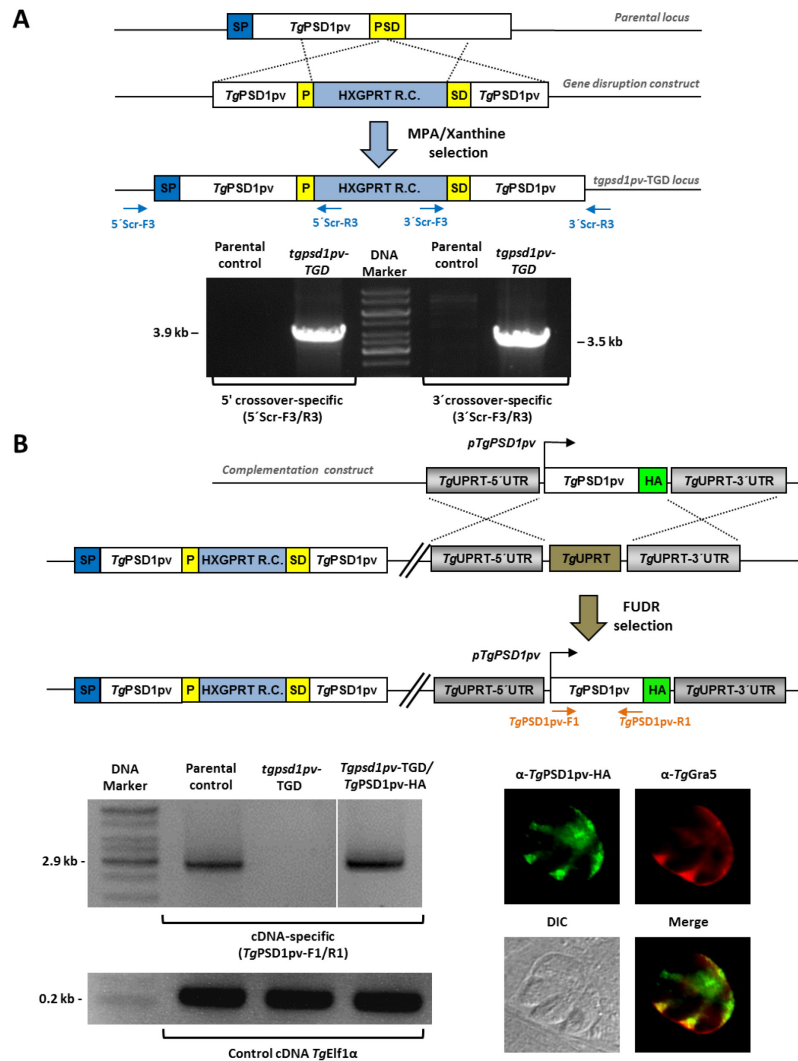 A
SP TgPSD1pv PSD Parental locus
TgPSD1pv P HXGPRT R.C. SD TgPSD1pv Gene disruption construct
MPA/Xanthine
selection
SP TgPSD1pv P HXGPRT R.C. SD TgPSD1pv tgpsd1pv-TGD locus
5´Scr-F3 5´Scr-R3 3´Scr-F3 3´Scr-R3
Parental
control
tgpsd1pv-
TGD
DNA
Marker
Parental
control
tgpsd1pv-
TGD
3.9 kb – – 3.5 kb
5' crossover-specific
(5´Scr-F3/R3)
3´crossover-specific
(3´Scr-F3/R3)
B
pTgPSD1pv
Complementation construct
TgUPRT-5´UTR TgPSD1pv HA TgUPRT-3´UTR
SP TgPSD1pv P HXGPRT R.C. SD TgPSD1pv TgUPRT-5´UTR TgUPRT TgUPRT-3´UTR
FUDR
selection
pTgPSD1pv
SP TgPSD1pv P HXGPRT R.C. SD TgPSD1pv TgUPRT-5´UTR TgPSD1pv HA TgUPRT-3´UTR
TgPSD1pv-F1 TgPSD1pv-R1
DNA
Marker
Parental
control
tgpsd1pv-
TGD
Tgpsd1pv-TGD/
TgPSD1pv-HA
2.9 kb -
cDNA-specific
(TgPSD1pv-F1/R1)
0.2 kb -
Control cDNA TgElf1α
α-TgPSD1pv-HA α-TgGra5
DIC Merge